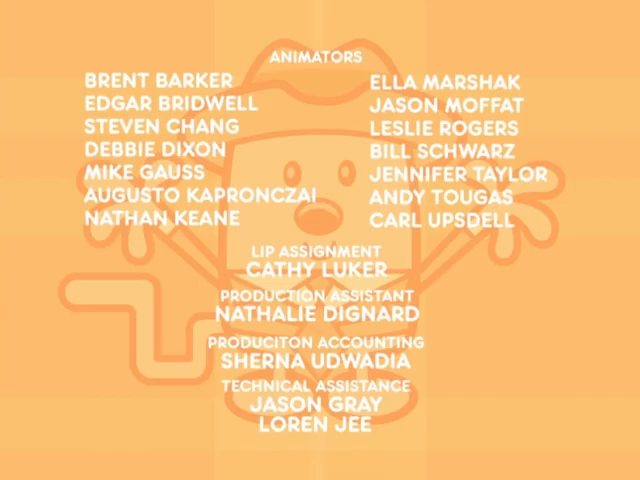 ANIMATORS
BRENT BARKER
EDGAR BRIDWELL
STEVEN CHANG
DEBBIE DIXON
MIKE GAUSS
AUGUSTO KAPRONCZAI
NATHAN KEANE
ELLA MARSHAK
JASON MOFFAT
LESLIE ROGERS
BILL SCHWARZ
JENNIFER TAYLOR
ANDY TOUGAS
CARL UPSDELL
LIP ASSIGNMENT
CATHY LUKER
PRODUCTION ASSISTANT
NATHALIE DIGNARD
PRODUCITON ACCOUNTING
SHERNA UDWADIA
TECHNICAL ASSISTANCE
JASON GRAY
LOREN JEE